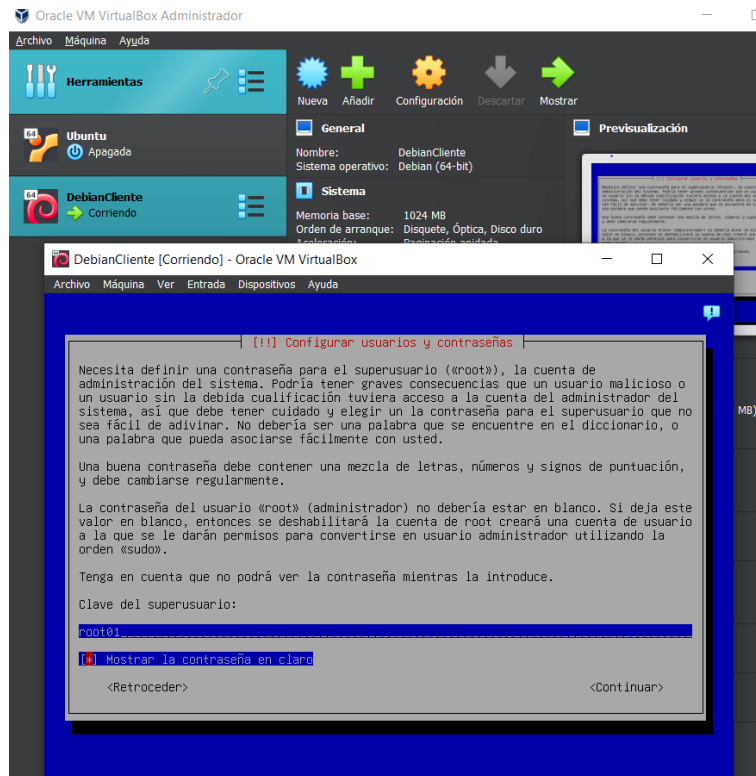 Oracle VM VirtualBox Administrador
Archivo Máquina Ayuda
Herramientas
Nueva Añadir Configuración Descartar Mostrar
64
Ubuntu
Apagada
General
Nombre: DebianCliente
Sistema operativo: Debian (64-bit)
Previsualización
64
DebianCliente
Corriendo
Sistema
Memoria base: 1024 MB
Orden de arranque: Disquete, Óptica, Disco duro
Aceleración: Paginación anidada
MB)
DebianCliente [Corriendo] - Oracle VM VirtualBox
Archivo Máquina Ver Entrada Dispositivos Ayuda
[!!] Configurar usuarios y contraseñas
Necesita definir una contraseña para el superusuario («root»), la cuenta de
administración del sistema. Podría tener graves consecuencias que un usuario malicioso o
un usuario sin la debida cualificación tuviera acceso a la cuenta del administrador del
sistema, así que debe tener cuidado y elegir un la contraseña para el superusuario que no
sea fácil de adivinar. No debería ser una palabra que se encuentre en el diccionario, o
una palabra que pueda asociarse fácilmente con usted.
Una buena contraseña debe contener una mezcla de letras, números y signos de puntuación,
y debe cambiarse regularmente.
La contraseña del usuario «root» (administrador) no debería estar en blanco. Si deja este
valor en blanco, entonces se deshabilitará la cuenta de root creará una cuenta de usuario
a la que se le darán permisos para convertirse en usuario administrador utilizando la
orden «sudo».
Tenga en cuenta que no podrá ver la contraseña mientras la introduce.
Clave del superusuario:
root01
[*] Mostrar la contraseña en claro
<Retroceder> <Continuar>